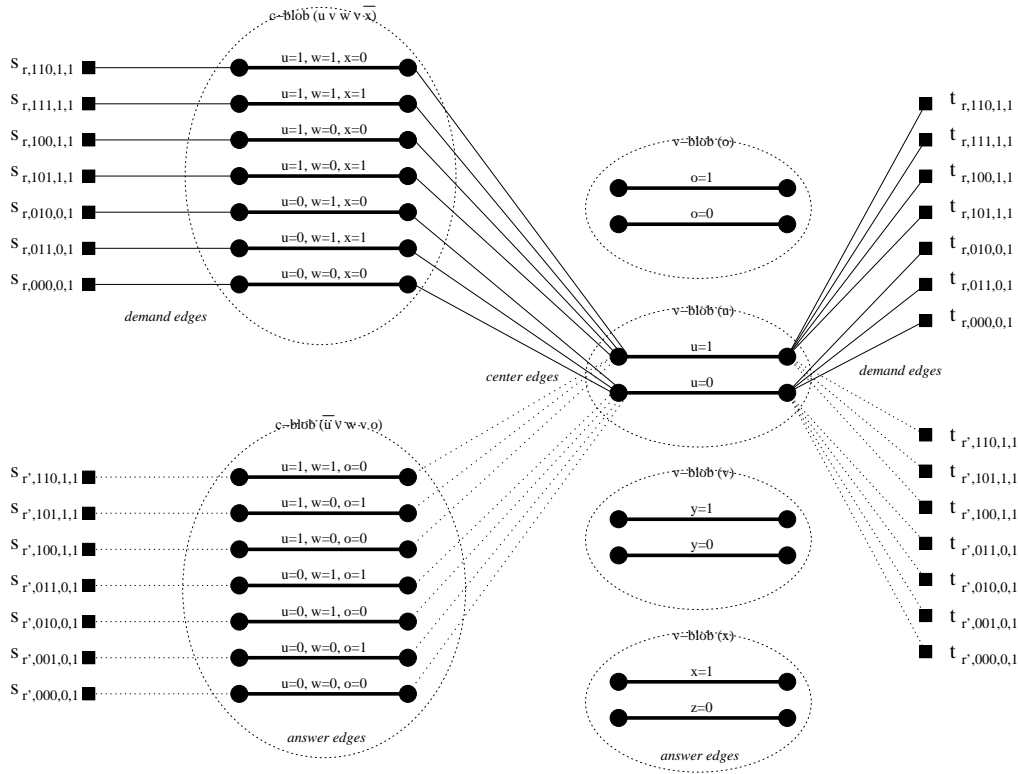 c−blob (u v w v x̅)
s r,110,1,1
u=1, w=1, x=0
s r,111,1,1
u=1, w=1, x=1
s r,100,1,1
u=1, w=0, x=0
s r,101,1,1
u=1, w=0, x=1
s r,010,0,1
u=0, w=1, x=0
s r,011,0,1
u=0, w=1, x=1
s r,000,0,1
u=0, w=0, x=0
demand edges
v−blob (o)
o=1
o=0
v−blob (u)
u=1
u=0
center edges
t r,110,1,1
t r,111,1,1
t r,100,1,1
t r,101,1,1
t r,010,0,1
t r,011,0,1
t r,000,0,1
demand edges
c−blob (u̅ v w v o)
s r',110,1,1
u=1, w=1, o=0
s r',101,1,1
u=1, w=0, o=1
s r',100,1,1
u=1, w=0, o=0
s r',011,0,1
u=0, w=1, o=1
s r',010,0,1
u=0, w=1, o=0
s r',001,0,1
u=0, w=0, o=1
s r',000,0,1
u=0, w=0, o=0
answer edges
v−blob (v)
y=1
y=0
v−blob (x)
x=1
z=0
answer edges
t r',110,1,1
t r',101,1,1
t r',100,1,1
t r',011,0,1
t r',010,0,1
t r',001,0,1
t r',000,0,1